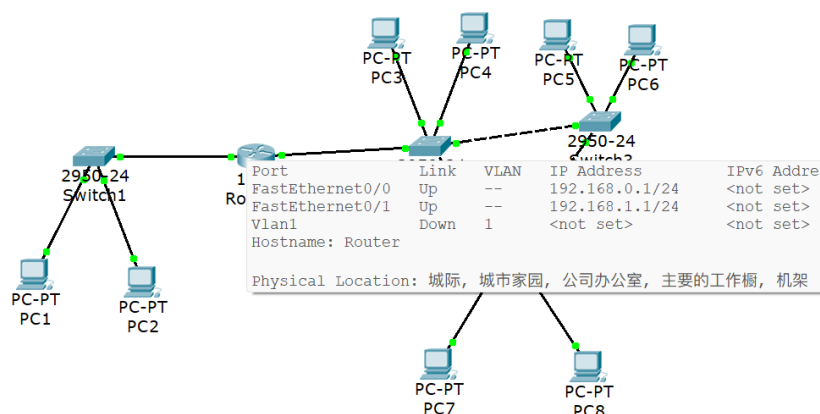 PC-PT
PC3
PC-PT
PC4
PC-PT
PC5
PC-PT
PC6
2950-24
2950-24
Switch1
Port Link VLAN IP Address IPv6 Addre
FastEthernet0/0 Up -- 192.168.0.1/24 <not set>
FastEthernet0/1 Up -- 192.168.1.1/24 <not set>
Vlan1 Down 1 <not set> <not set>
Hostname: Router
Physical Location: 城际, 城市家园, 公司办公室, 主要的工作橱, 机架
PC-PT
PC1
PC-PT
PC2
PC-PT
PC7
PC-PT
PC8